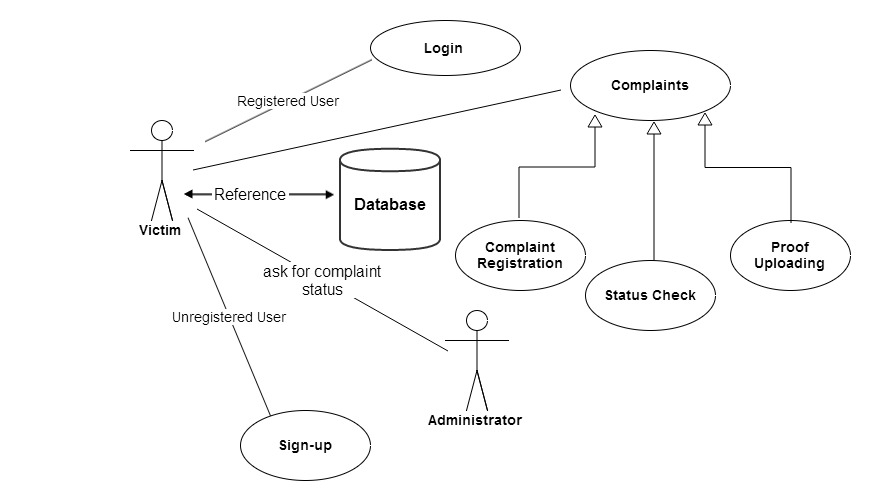 Login
Complaints
Registered User
Reference
Database
Victim
Complaint
Registration
Proof
Uploading
ask for complaint
status
Status Check
Unregistered User
Administrator
Sign-up